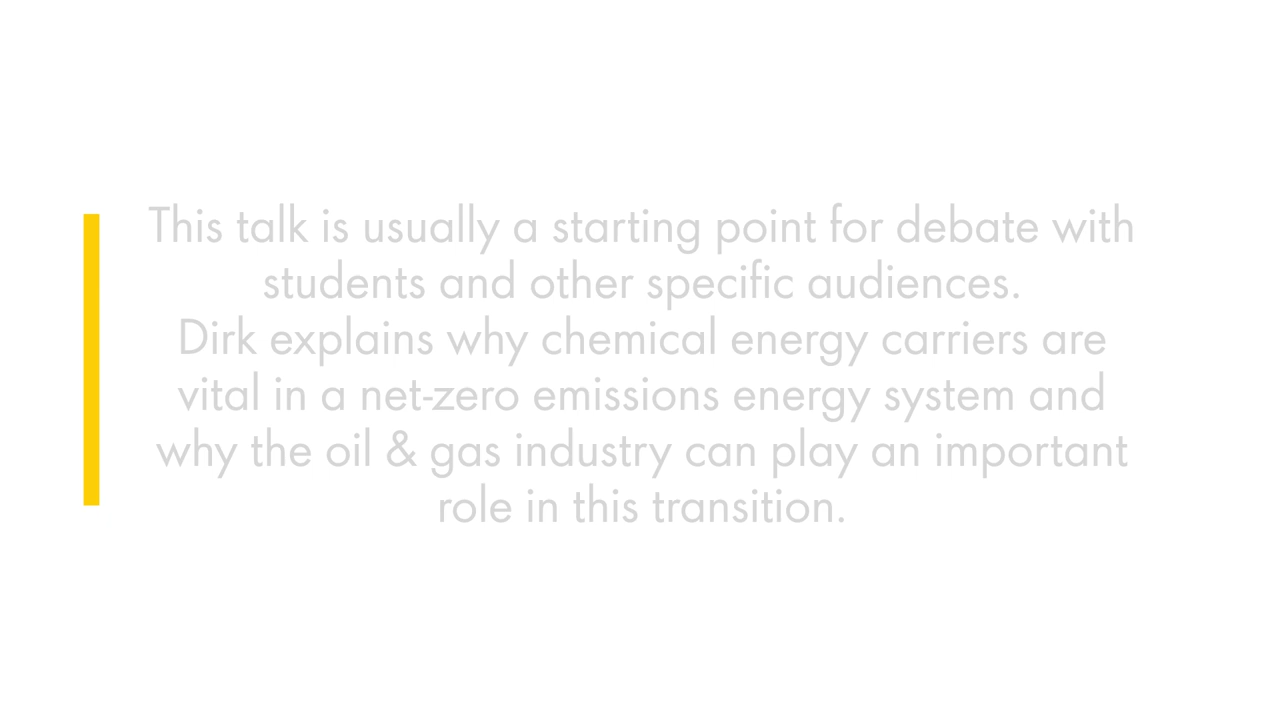 This talk is usually a starting point for debate with
students and other specific audiences.
Dirk explains why chemical energy carriers are
vital in a net-zero emissions energy system and
why the oil & gas industry can play an important
role in this transition.